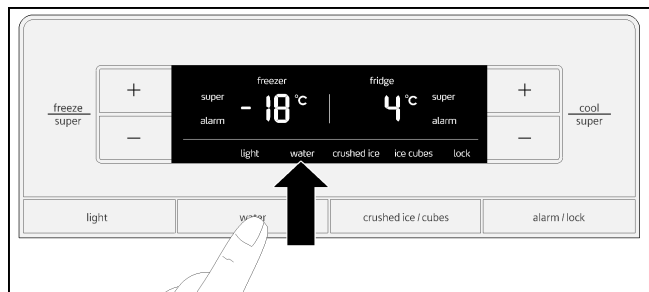 freezer fridge
freeze
super
+
−
super
alarm
-18 °C
4 °C
super
alarm
+
−
cool
super
light water crushed ice ice cubes lock
light water crushed ice / cubes alarm / lock